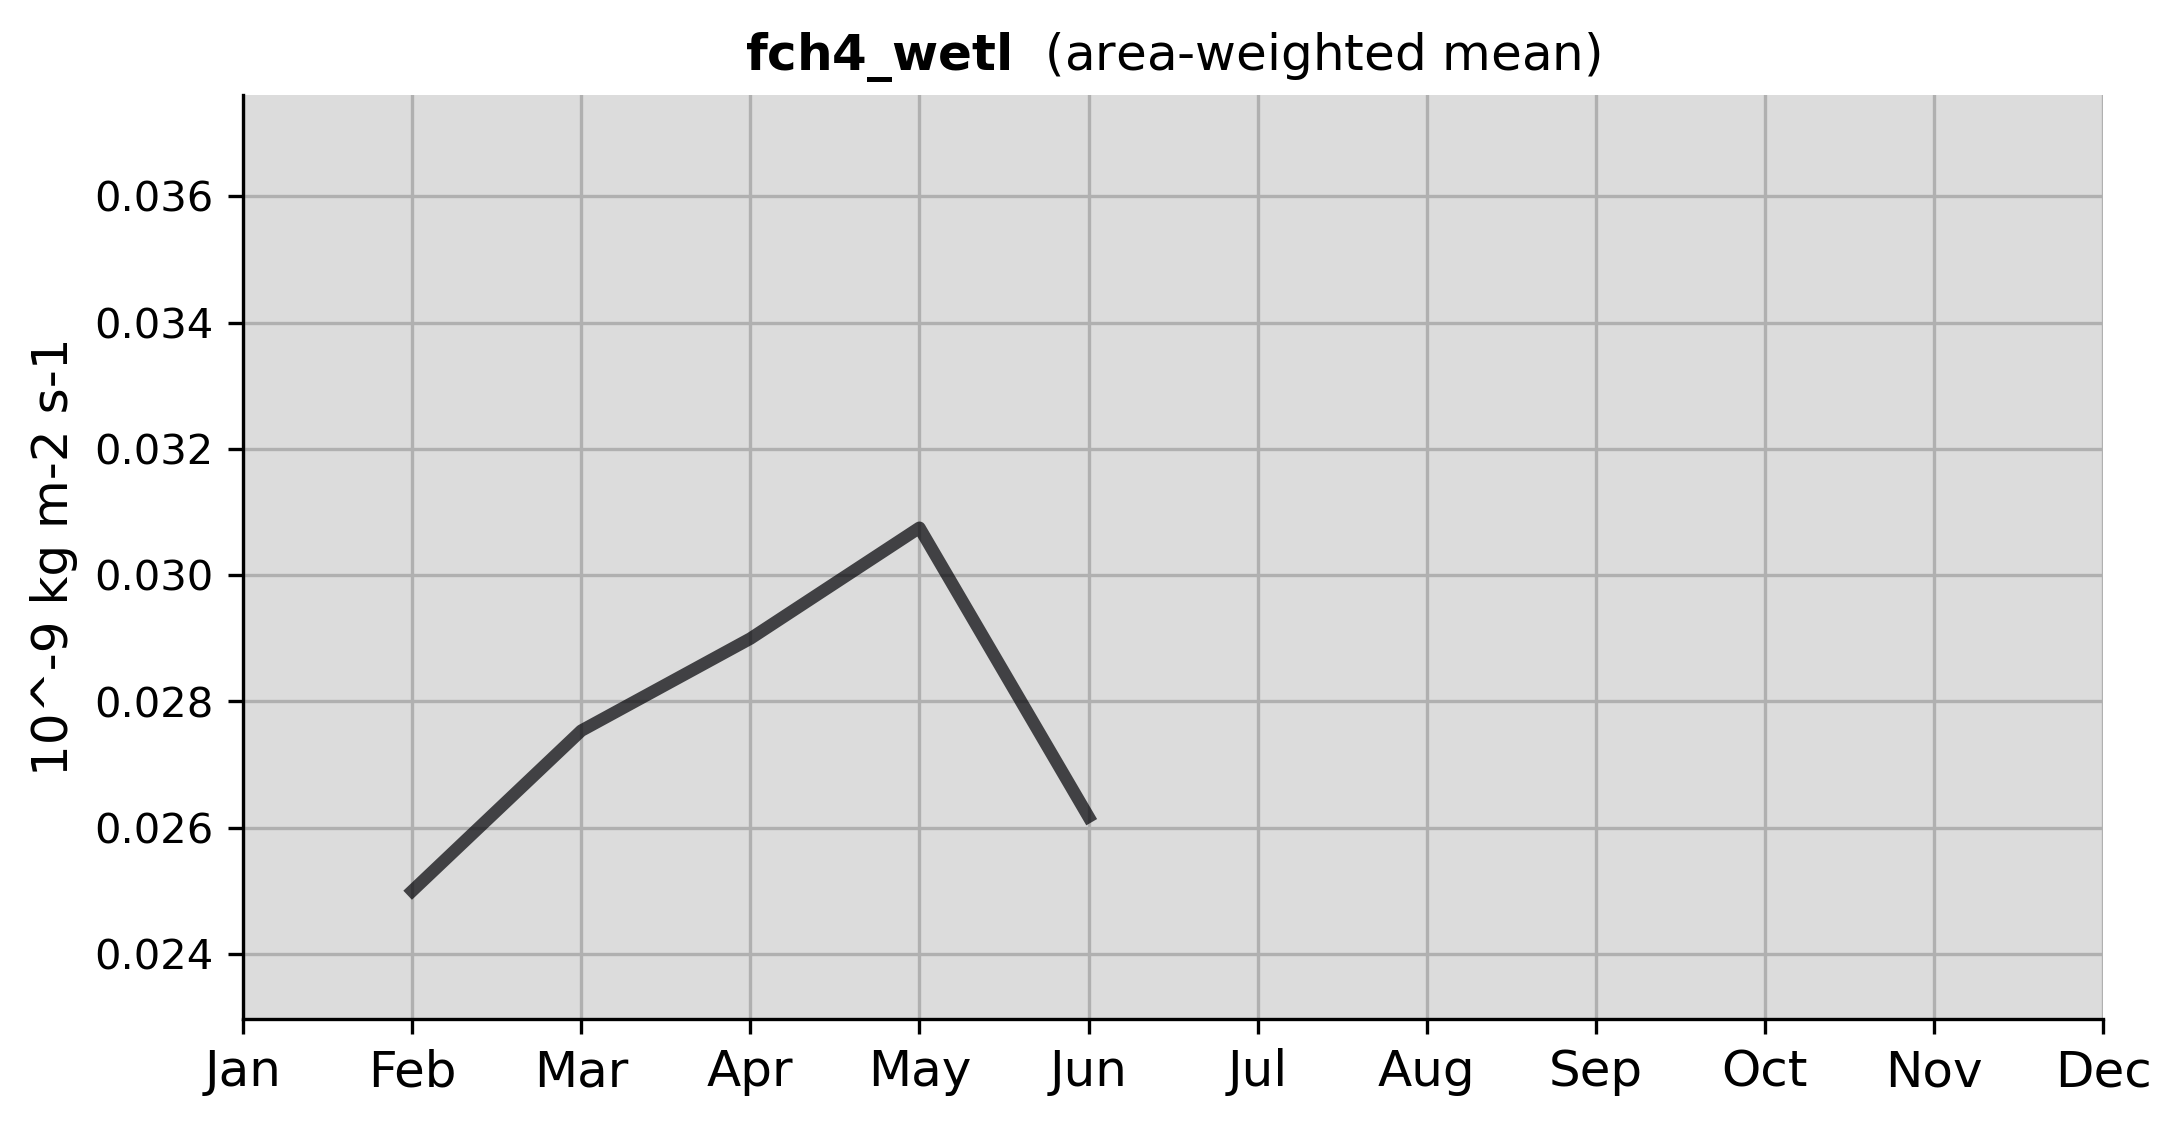 fch4_wetl (area-weighted mean)
10^-9 kg m-2 s-1
0.036
0.034
0.032
0.030
0.028
0.026
0.024
Jan Feb Mar Apr May Jun Jul Aug Sep Oct Nov Dec